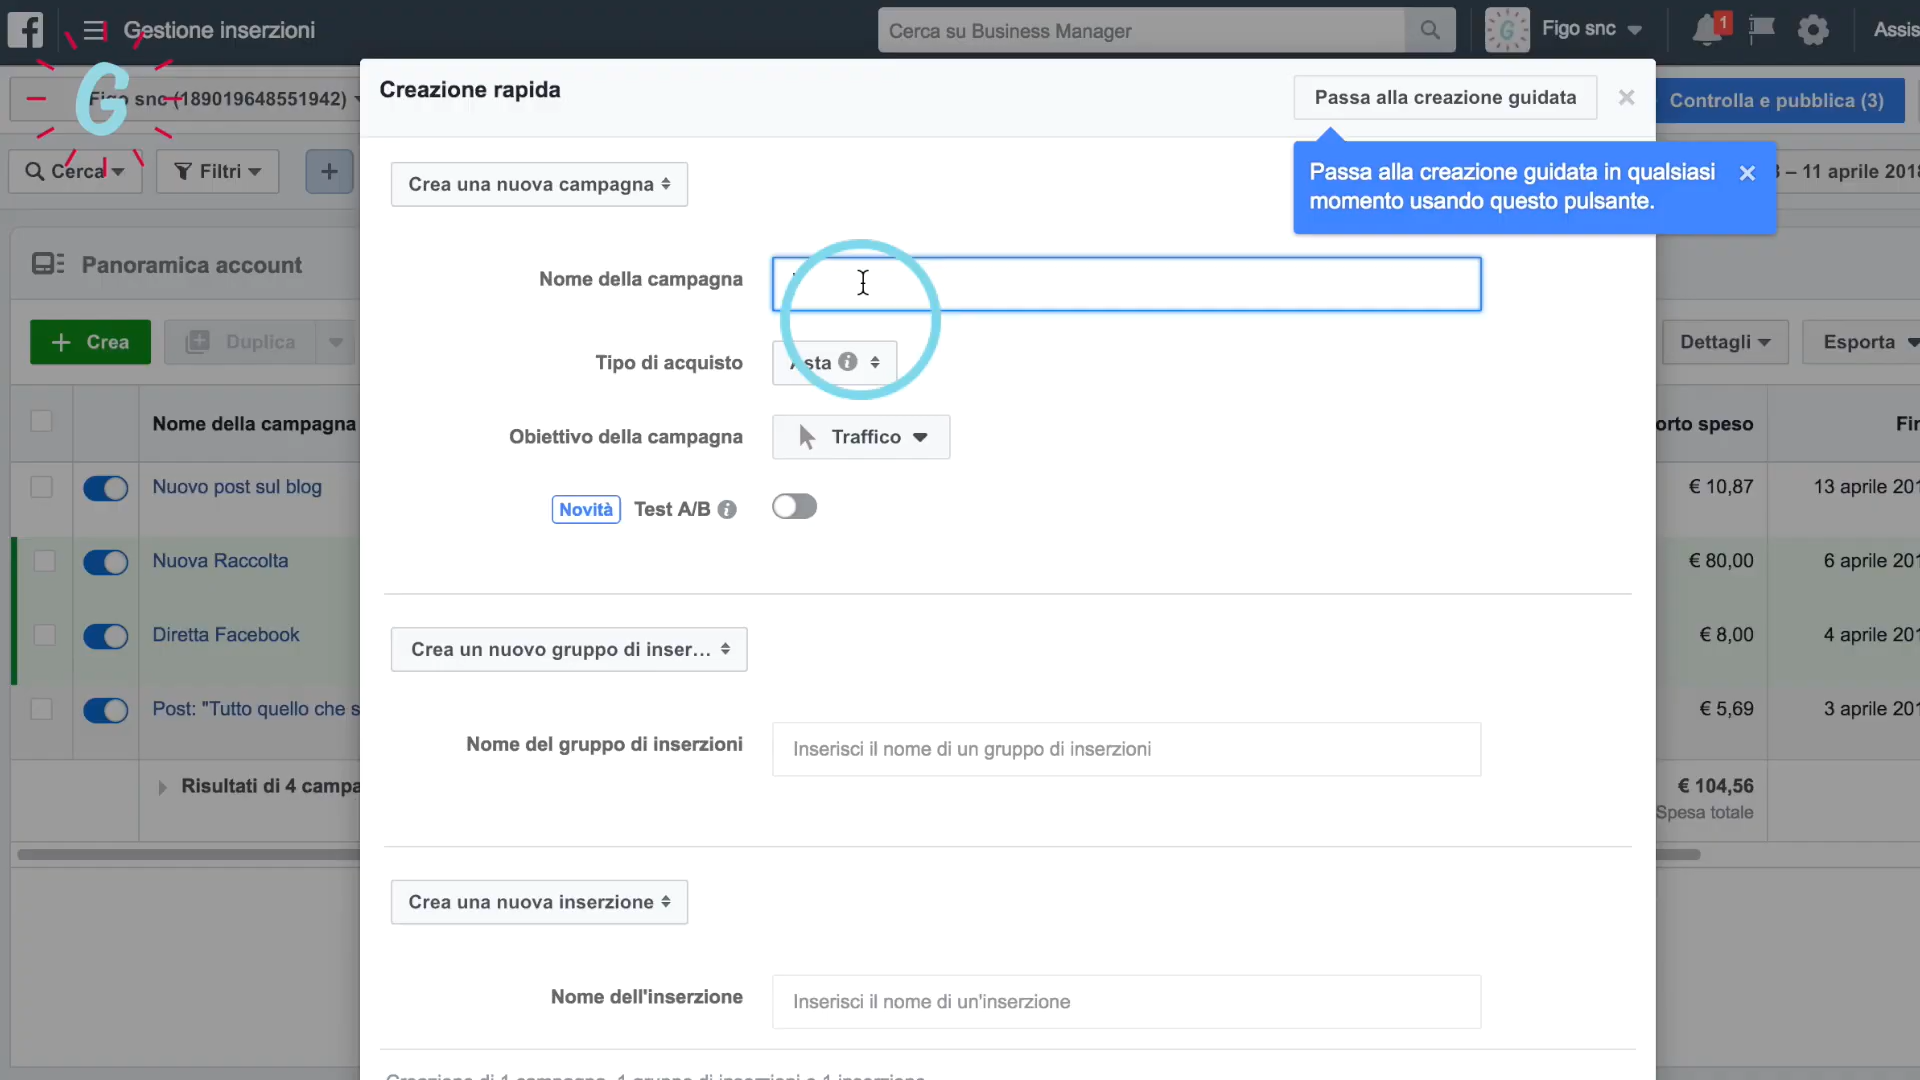 Gestione inserzioni
Cerca su Business Manager
Figo snc
1
Assis
Figo snc (189019648551942)
Creazione rapida
Passa alla creazione guidata
Controlla e pubblica (3)
Cerca
Filtri
Passa alla creazione guidata in qualsiasi
momento usando questo pulsante.
– 11 aprile 2018
Crea una nuova campagna
Panoramica account
Nome della campagna
Crea
Duplica
Tipo di acquisto
Asta
Dettagli
Esporta
Nome della campagna
Obiettivo della campagna
Traffico
orto speso
Fin
Nuovo post sul blog
€ 10,87
13 aprile 201
Novità
Test A/B
Nuova Raccolta
€ 80,00
6 aprile 201
Diretta Facebook
€ 8,00
4 aprile 201
Crea un nuovo gruppo di inser...
Post: "Tutto quello che s
€ 5,69
3 aprile 201
Nome del gruppo di inserzioni
Inserisci il nome di un gruppo di inserzioni
Risultati di 4 campa
€ 104,56
Spesa totale
Crea una nuova inserzione
Nome dell'inserzione
Inserisci il nome di un'inserzione
Creazione di 1 campagna, 1 gruppo di inserzioni e 1 inserzione